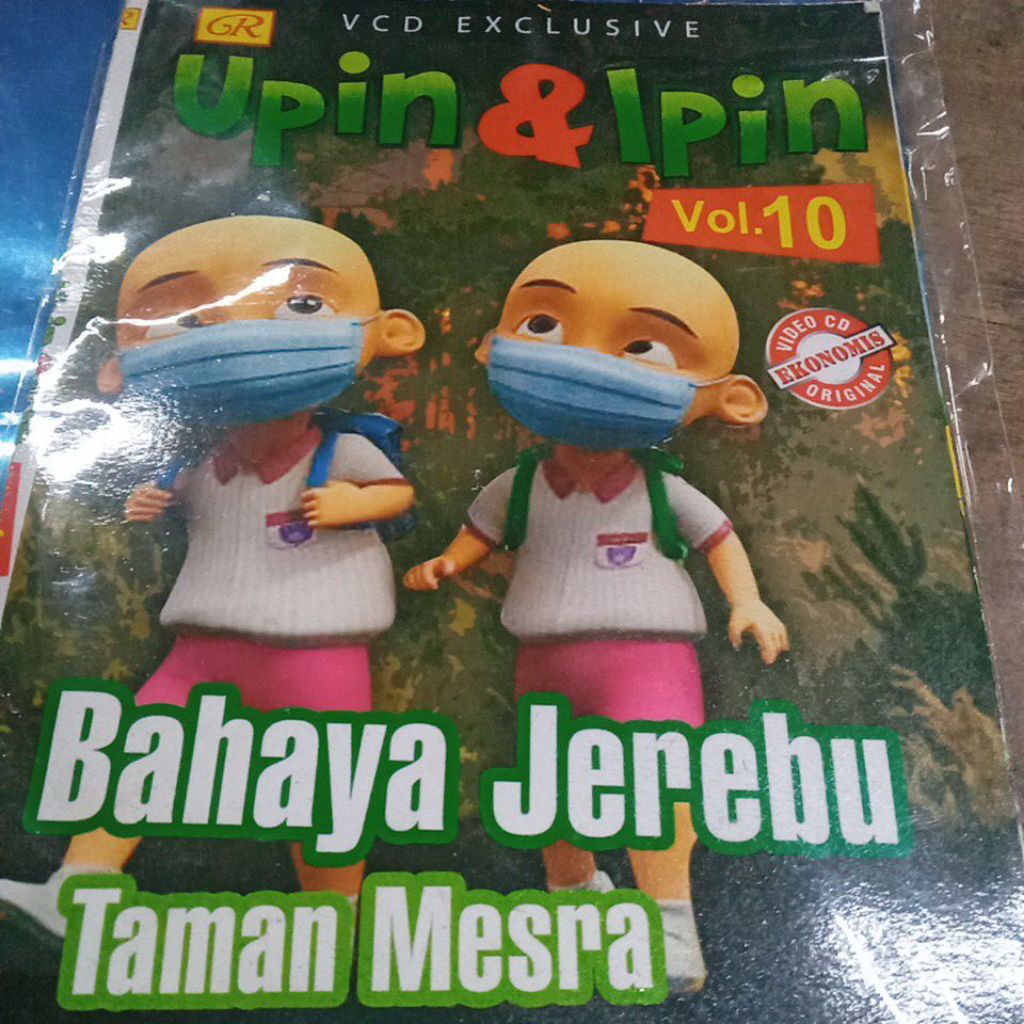 GR
VCD EXCLUSIVE
Upin & Ipin
Vol.10
VIDEO CD
EKONOMIS
ORIGINAL
Bahaya Jerebu
Taman Mesra